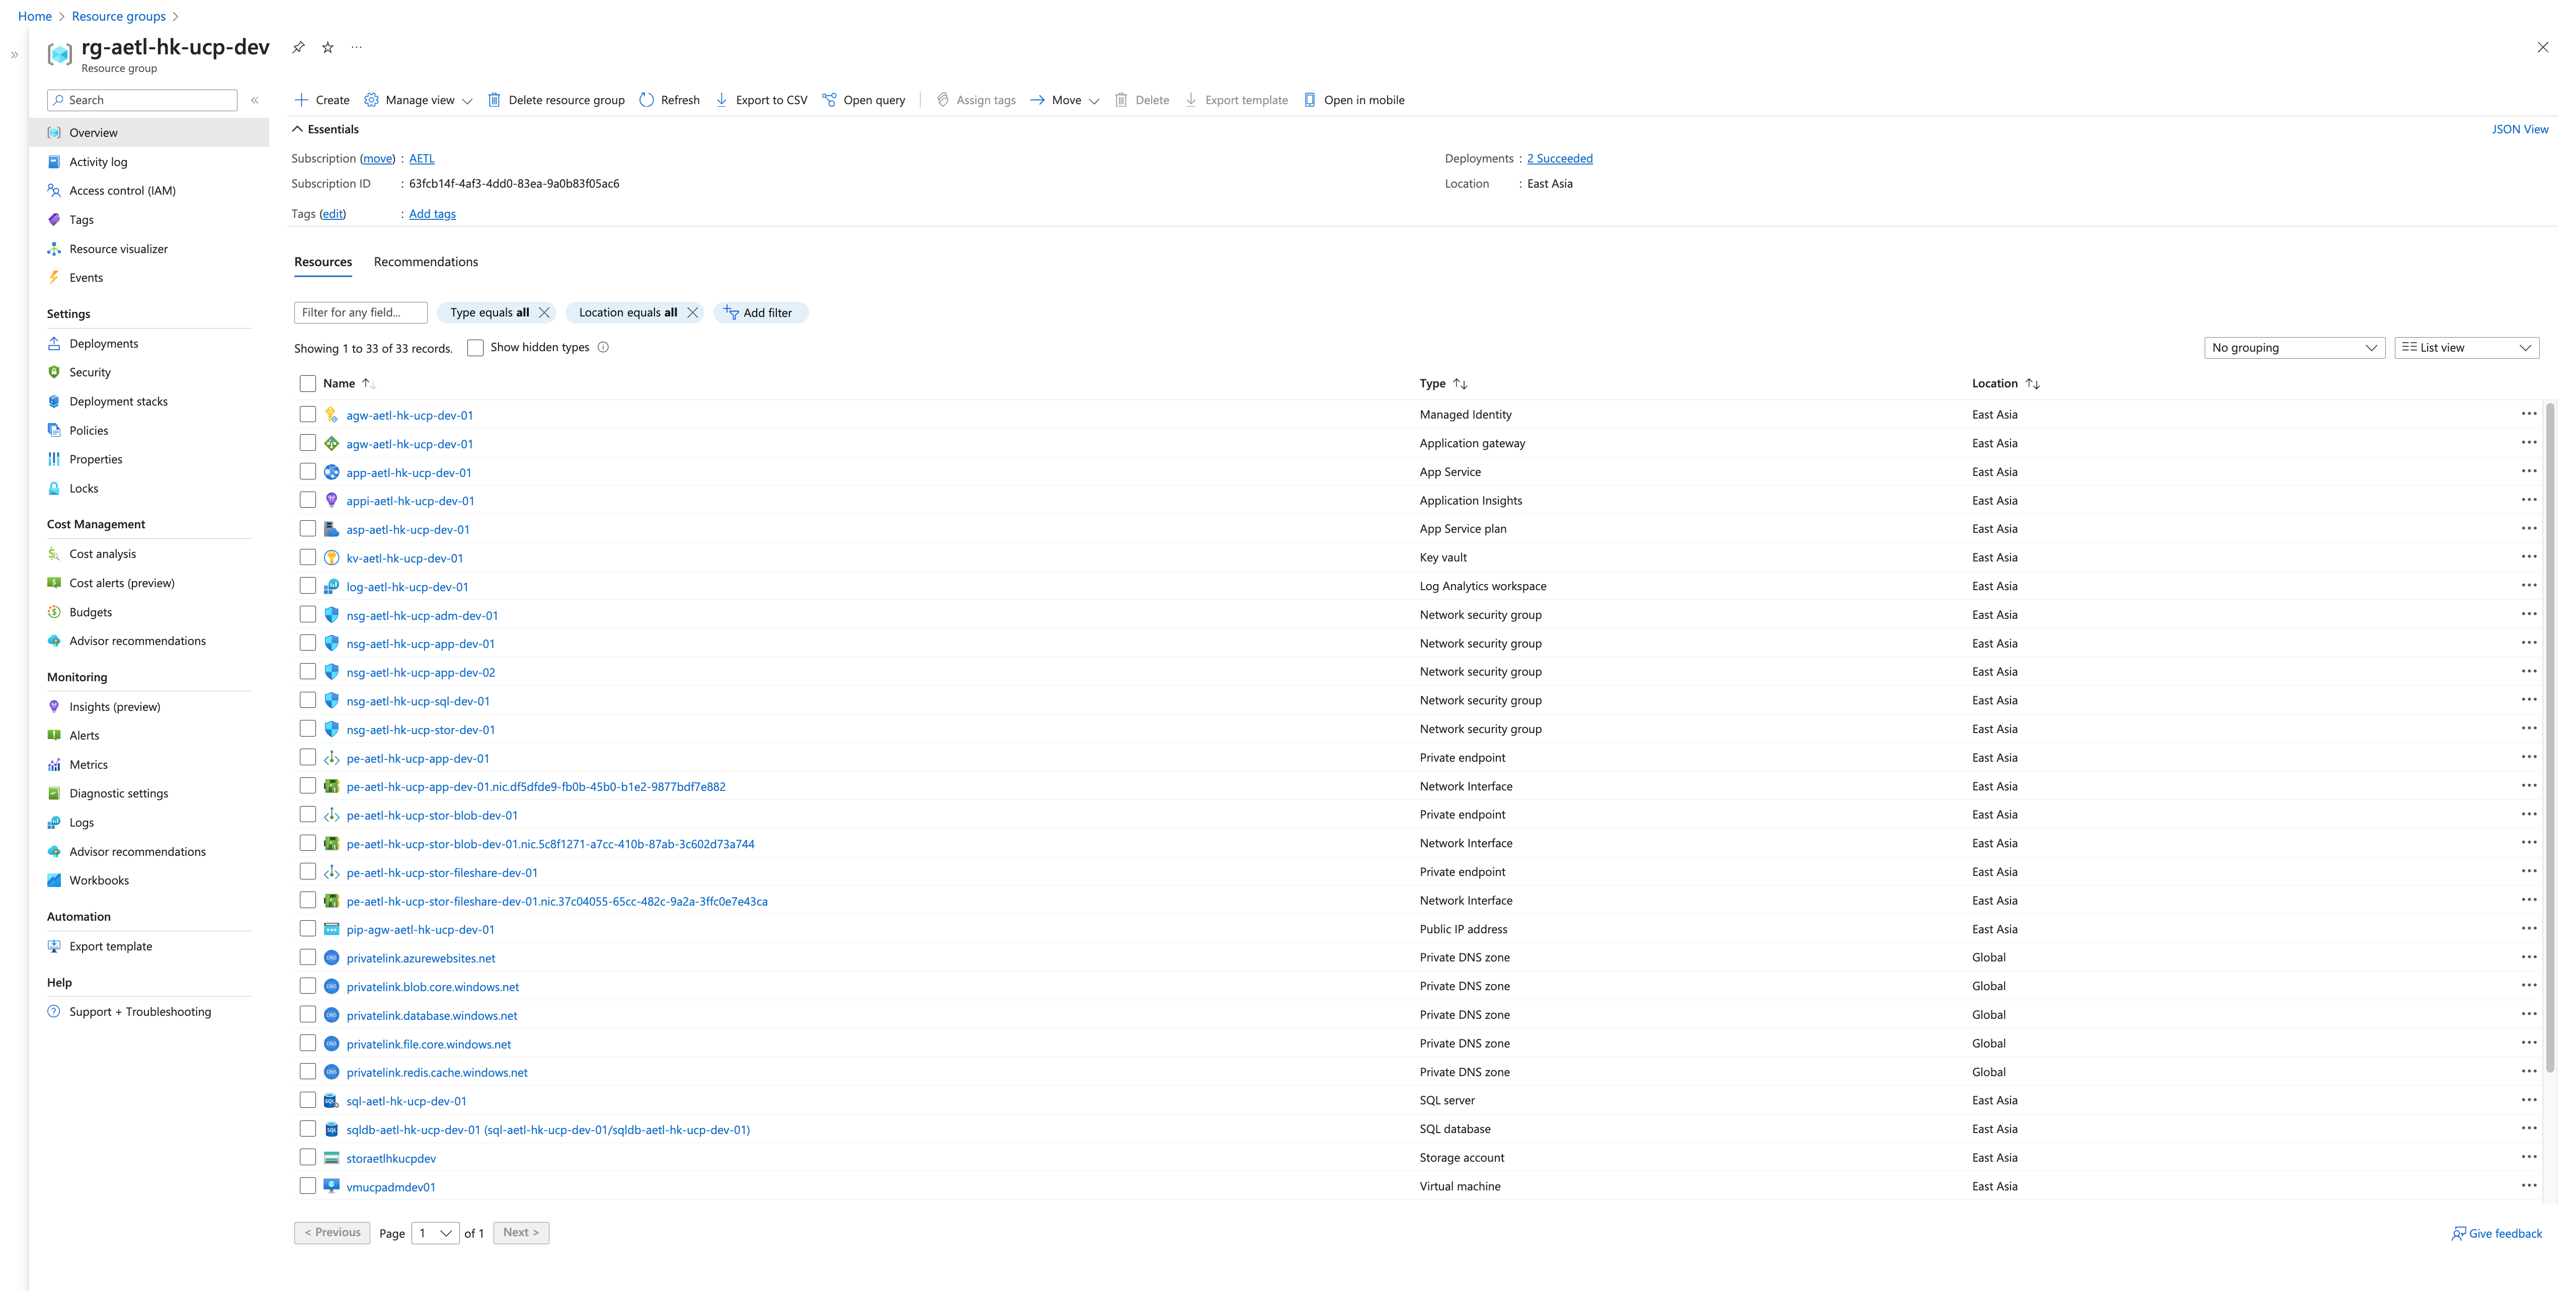 Home > Resource groups >
rg-aetl-hk-ucp-dev
Resource group
Search
Overview
Activity log
Access control (IAM)
Tags
Resource visualizer
Events
Settings
Deployments
Security
Deployment stacks
Policies
Properties
Locks
Cost Management
Cost analysis
Cost alerts (preview)
Budgets
Advisor recommendations
Monitoring
Insights (preview)
Alerts
Metrics
Diagnostic settings
Logs
Advisor recommendations
Workbooks
Automation
Export template
Help
Support + Troubleshooting
Create Manage view Delete resource group Refresh Export to CSV Open query Assign tags Move Delete Export template Open in mobile
Essentials JSON View
Subscription (move) : AETL Deployments : 2 Succeeded
Subscription ID : 63fcb14f-4af3-4dd0-83ea-9a0b83f05ac6 Location : East Asia
Tags (edit) : Add tags
Resources Recommendations
Filter for any field... Type equals all Location equals all Add filter
Showing 1 to 33 of 33 records. Show hidden types No grouping List view
Name Type Location
agw-aetl-hk-ucp-dev-01 Managed Identity East Asia
agw-aetl-hk-ucp-dev-01 Application gateway East Asia
app-aetl-hk-ucp-dev-01 App Service East Asia
appi-aetl-hk-ucp-dev-01 Application Insights East Asia
asp-aetl-hk-ucp-dev-01 App Service plan East Asia
kv-aetl-hk-ucp-dev-01 Key vault East Asia
log-aetl-hk-ucp-dev-01 Log Analytics workspace East Asia
nsg-aetl-hk-ucp-adm-dev-01 Network security group East Asia
nsg-aetl-hk-ucp-app-dev-01 Network security group East Asia
nsg-aetl-hk-ucp-app-dev-02 Network security group East Asia
nsg-aetl-hk-ucp-sql-dev-01 Network security group East Asia
nsg-aetl-hk-ucp-stor-dev-01 Network security group East Asia
pe-aetl-hk-ucp-app-dev-01 Private endpoint East Asia
pe-aetl-hk-ucp-app-dev-01.nic.df5dfde9-fb0b-45b0-b1e2-9877bdf7e882 Network Interface East Asia
pe-aetl-hk-ucp-stor-blob-dev-01 Private endpoint East Asia
pe-aetl-hk-ucp-stor-blob-dev-01.nic.5c8f1271-a7cc-410b-87ab-3c602d73a744 Network Interface East Asia
pe-aetl-hk-ucp-stor-fileshare-dev-01 Private endpoint East Asia
pe-aetl-hk-ucp-stor-fileshare-dev-01.nic.37c04055-65cc-482c-9a2a-3ffc0e7e43ca Network Interface East Asia
pip-agw-aetl-hk-ucp-dev-01 Public IP address East Asia
privatelink.azurewebsites.net Private DNS zone Global
privatelink.blob.core.windows.net Private DNS zone Global
privatelink.database.windows.net Private DNS zone Global
privatelink.file.core.windows.net Private DNS zone Global
privatelink.redis.cache.windows.net Private DNS zone Global
sql-aetl-hk-ucp-dev-01 SQL server East Asia
sqldb-aetl-hk-ucp-dev-01 (sql-aetl-hk-ucp-dev-01/sqldb-aetl-hk-ucp-dev-01) SQL database East Asia
storaetlhkucpdev Storage account East Asia
vmucpadmdev01 Virtual machine East Asia
< Previous Page 1 of 1 Next > Give feedback